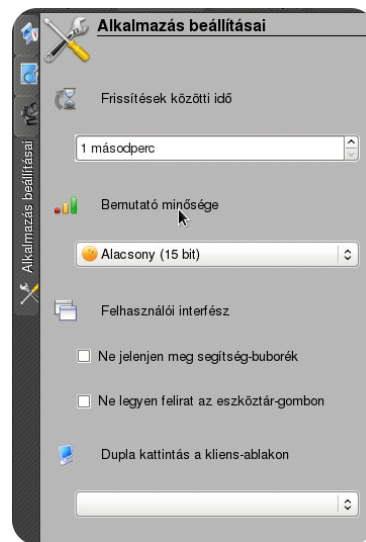 Alkalmazás beállításai
Alkalmazás beállításai
Frissítések közötti idő
1 másodperc
Bemutató minősége
Alacsony (15 bit)
Felhasználói interfész
Ne jelenjen meg segítség-buborék
Ne legyen felirat az eszköztár-gombon
Dupla kattintás a kliens-ablakon